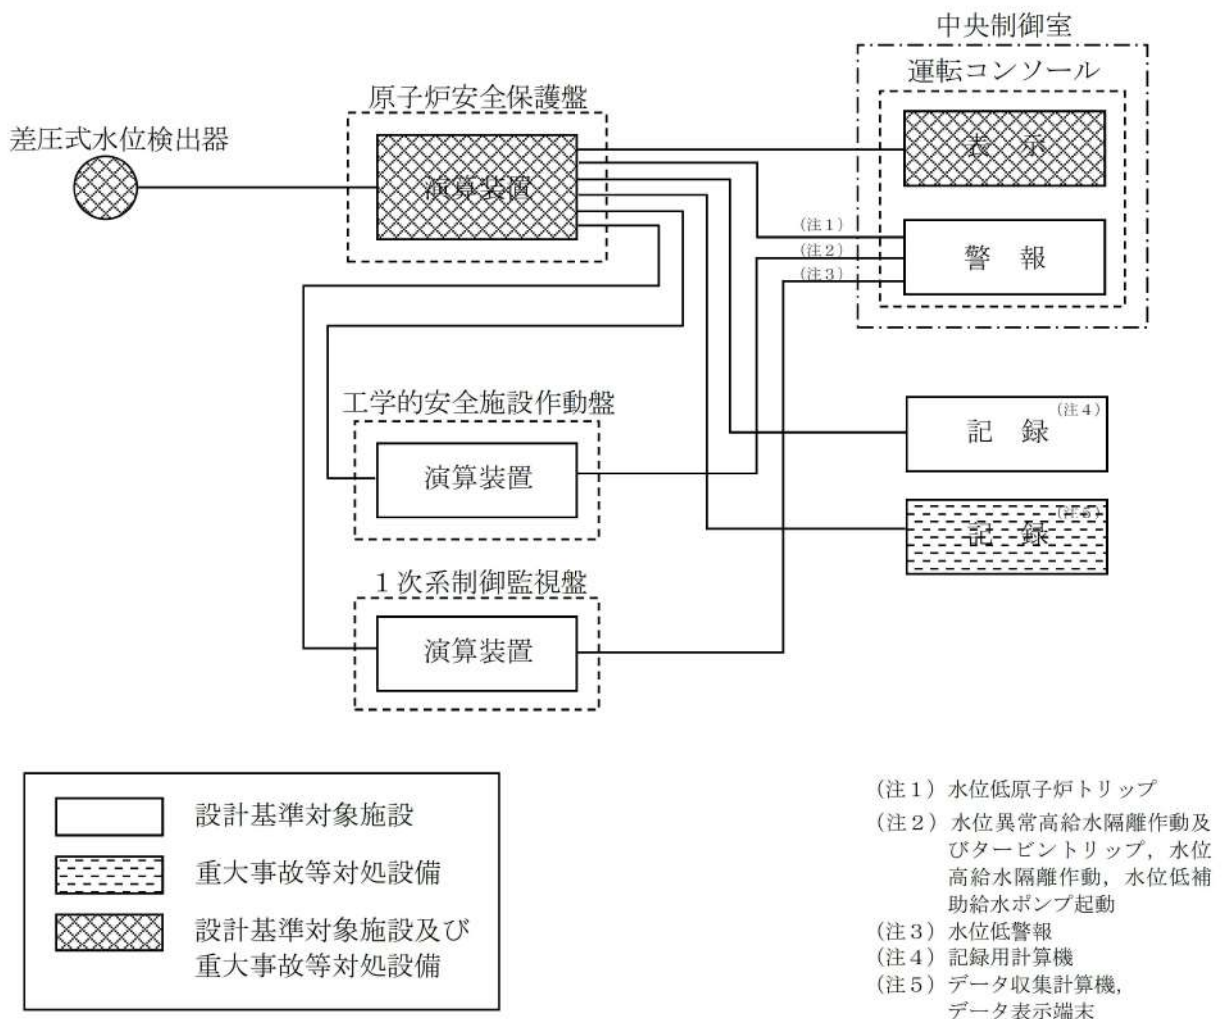 中央制御室
運転コンソール
原子炉安全保護盤
差圧式水位検出器
演算装置
表　示
(注１)
(注２)
(注３)
警　報
工学的安全施設作動盤
演算装置
記　録
(注４)
記　録
(注５)
１次系制御監視盤
演算装置
設計基準対象施設
重大事故等対処設備
設計基準対象施設及び
重大事故等対処設備
(注１) 水位低原子炉トリップ
(注２) 水位異常高給水隔離作動及
びタービントリップ，水位
高給水隔離作動，水位低補
助給水ポンプ起動
(注３) 水位低警報
(注４) 記録用計算機
(注５) データ収集計算機，
データ表示端末